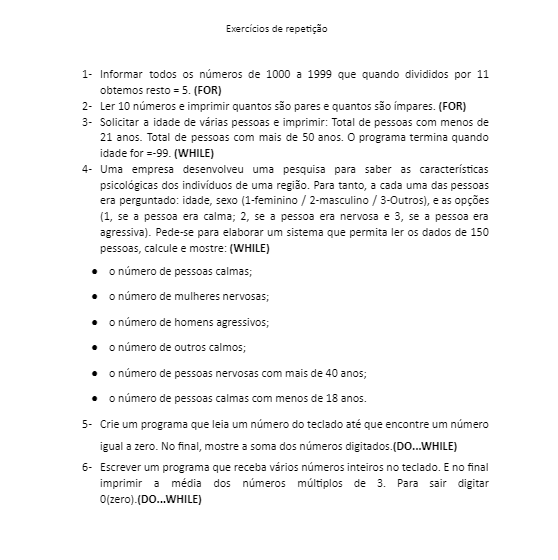 Exercícios de repetição
1- Informar todos os números de 1000 a 1999 que quando divididos por 11
obtemos resto = 5. (FOR)
2- Ler 10 números e imprimir quantos são pares e quantos são ímpares. (FOR)
3- Solicitar a idade de várias pessoas e imprimir: Total de pessoas com menos de
21 anos. Total de pessoas com mais de 50 anos. O programa termina quando
idade for =-99. (WHILE)
4- Uma empresa desenvolveu uma pesquisa para saber as características
psicológicas dos indivíduos de uma região. Para tanto, a cada uma das pessoas
era perguntado: idade, sexo (1-feminino / 2-masculino / 3-Outros), e as opções
(1, se a pessoa era calma; 2, se a pessoa era nervosa e 3, se a pessoa era
agressiva). Pede-se para elaborar um sistema que permita ler os dados de 150
pessoas, calcule e mostre: (WHILE)
● o número de pessoas calmas;
● o número de mulheres nervosas;
● o número de homens agressivos;
● o número de outros calmos;
● o número de pessoas nervosas com mais de 40 anos;
● o número de pessoas calmas com menos de 18 anos.
5- Crie um programa que leia um número do teclado até que encontre um número
igual a zero. No final, mostre a soma dos números digitados.(DO...WHILE)
6- Escrever um programa que receba vários números inteiros no teclado. E no final
imprimir a média dos números múltiplos de 3. Para sair digitar
0(zero).(DO...WHILE)